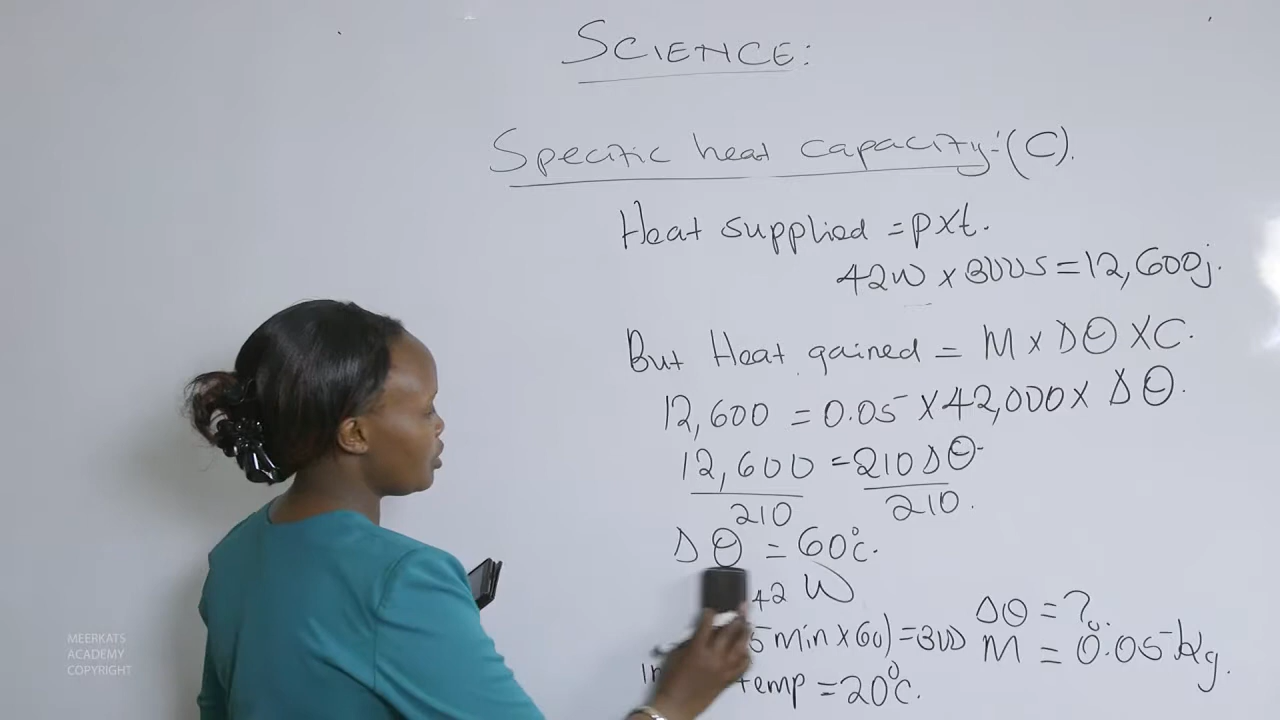 SCIENCE:
Specific heat capacity:(C).
Heat supplied = pxt.
42W x 300S = 12,600j.
But Heat gained = M x Δθ x C.
12,600 = 0.05 x 42,000 x Δθ.
12,600 = 210Δθ
210 210.
Δθ = 60°c.
42 W
5 min x 60) = 300
temp = 20°c.
Δθ = ?
M = 0.05 kg.
MEERKATS
ACADEMY
COPYRIGHT